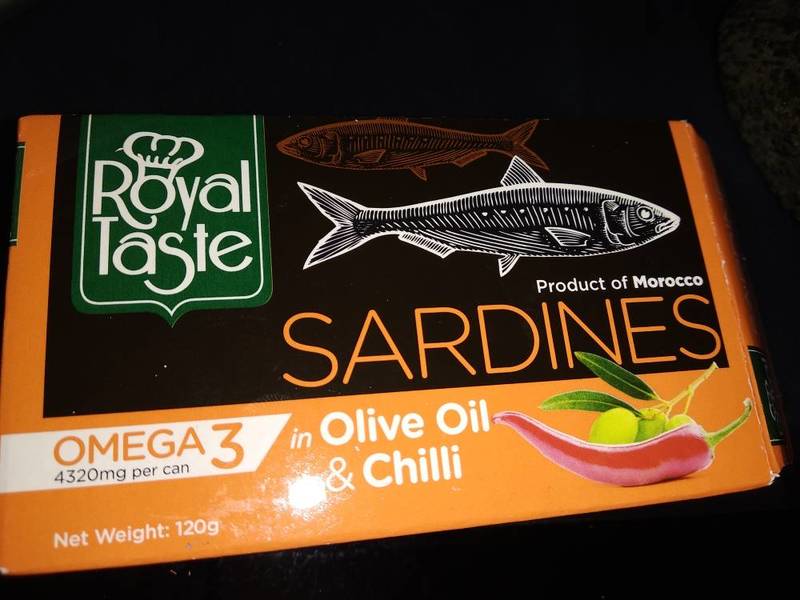 Royal
Taste
Product of Morocco
SARDINES
OMEGA 3
4320mg per can
in Olive Oil
& Chilli
Net Weight: 120g